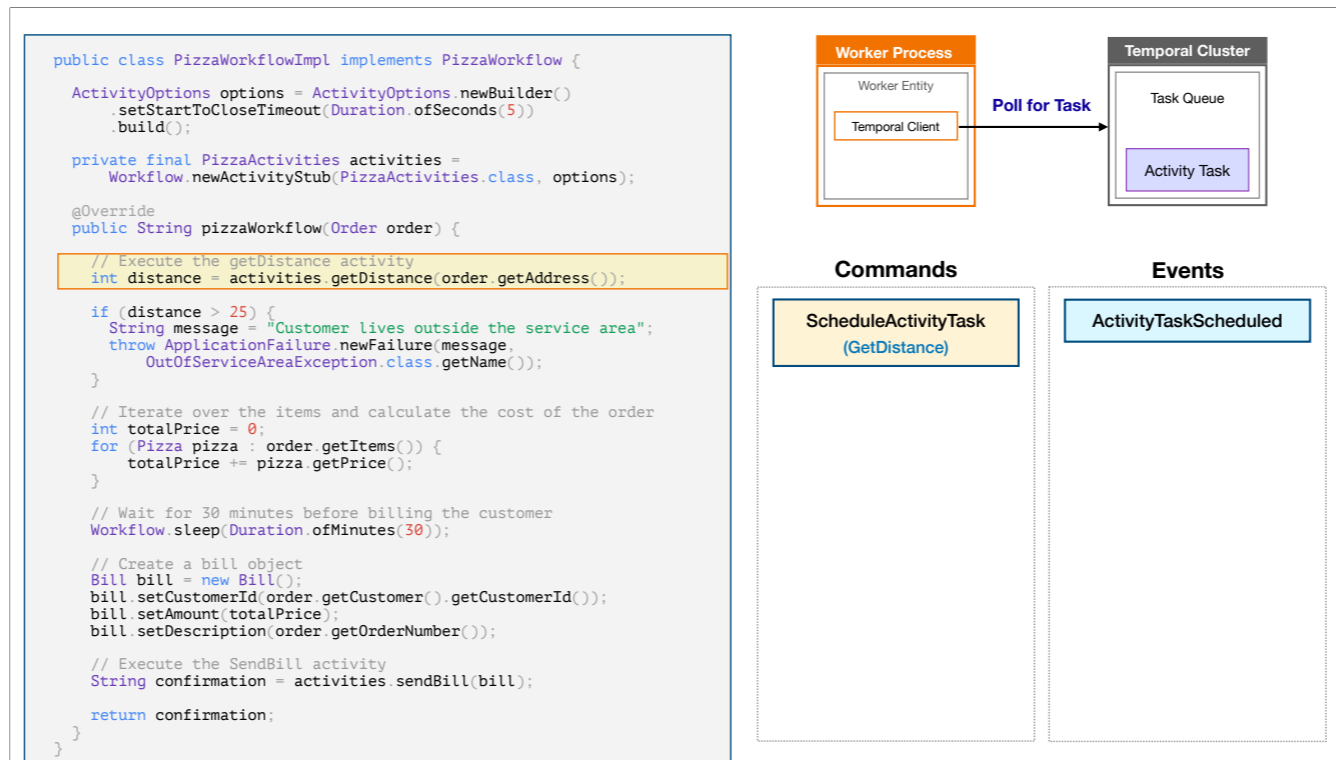 public class PizzaWorkflowImpl implements PizzaWorkflow {
ActivityOptions options = ActivityOptions.newBuilder()
.setStartToCloseTimeout(Duration.ofSeconds(5))
.build();
private final PizzaActivities activities =
Workflow.newActivityStub(PizzaActivities.class, options);
@Override
public String pizzaWorkflow(Order order) {
// Execute the getDistance activity
int distance = activities.getDistance(order.getAddress());
if (distance > 25) {
String message = "Customer lives outside the service area";
throw ApplicationFailure.newFailure(message,
OutOfServiceAreaException.class.getName());
}
// Iterate over the items and calculate the cost of the order
int totalPrice = 0;
for (Pizza pizza : order.getItems()) {
totalPrice += pizza.getPrice();
}
// Wait for 30 minutes before billing the customer
Workflow.sleep(Duration.ofMinutes(30));
// Create a bill object
Bill bill = new Bill();
bill.setCustomerId(order.getCustomer().getCustomerId());
bill.setAmount(totalPrice);
bill.setDescription(order.getOrderNumber());
// Execute the SendBill activity
String confirmation = activities.sendBill(bill);
return confirmation;
}
}
Worker Process
Worker Entity
Temporal Client
Poll for Task
Temporal Cluster
Task Queue
Activity Task
Commands
ScheduleActivityTask
(GetDistance)
Events
ActivityTaskScheduled